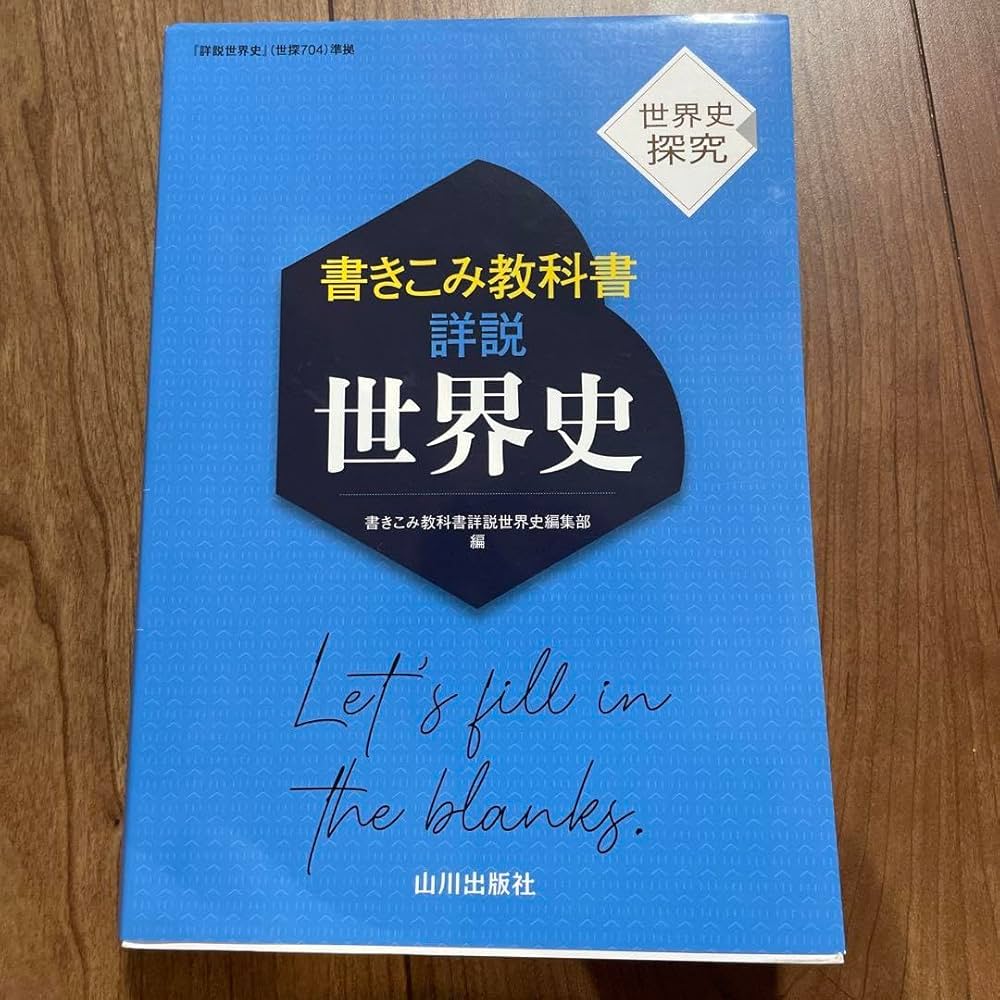 『詳説世界史』(世探704)準拠
世界史
探究
書きこみ教科書
詳説
世界史
書きこみ教科書詳説世界史編集部
編
Let's fill in
the blanks.
山川出版社